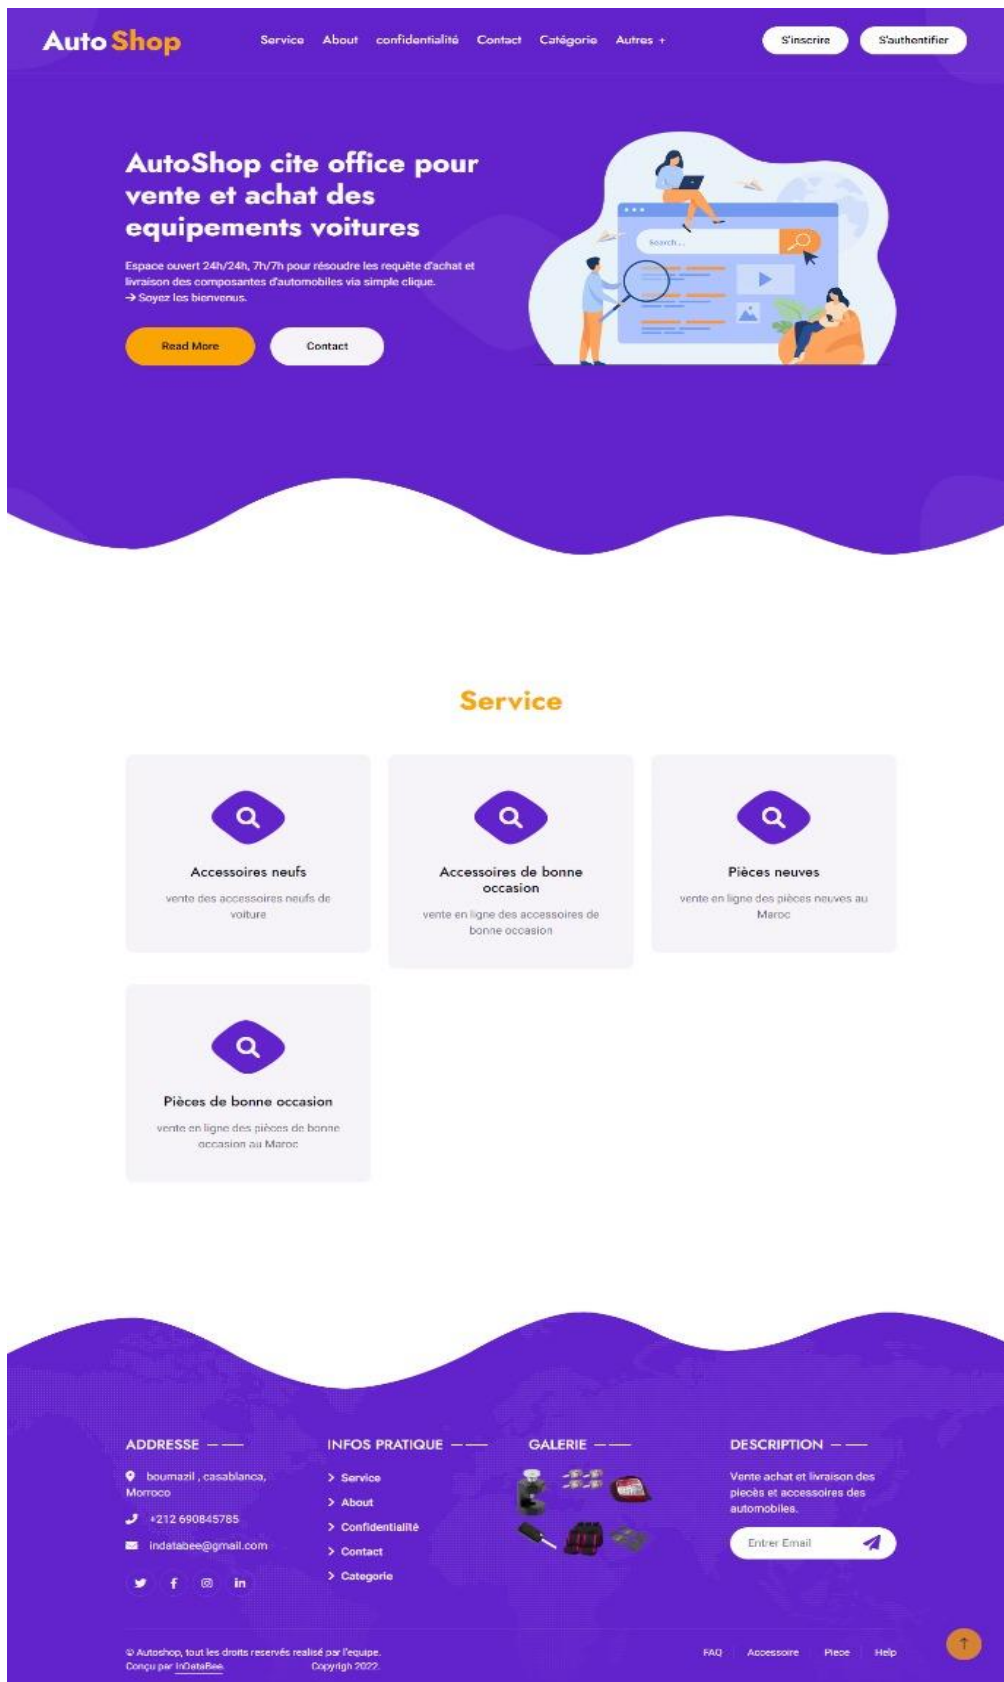 AutoShop
Service About confidentialité Contact Catégorie Autres +
S'inscrire
S'authentifier
AutoShop cite office pour
vente et achat des
equipements voitures
Espace ouvert 24h/24h, 7h/7h pour résoudre les requête d'achat et
livraison des composantes d'automobiles via simple clique.
→ Soyez les bienvenus.
Read More
Contact
Search...
Service
Accessoires neufs
vente des accessoires neufs de
voiture
Accessoires de bonne
occasion
vente en ligne des accessoires de
bonne occasion
Pièces neuves
vente en ligne des pièces neuves au
Maroc
Pièces de bonne occasion
vente en ligne des pièces de bonne
occasion au Maroc
ADDRESSE
boumazil , casablanca,
Morroco
+212 690845785
indatabee@gmail.com
INFOS PRATIQUE
> Service
> About
> Confidentialité
> Contact
> Categorie
GALERIE
DESCRIPTION
Vente achat et livraison des
piecès et accessoires des
automobiles.
Entrer Email
© Autoshop, tout les droits reservés realisé par l'equipe.
Conçu per InDataBee. Copyrigh 2022.
FAQ Accessoire Piece Help